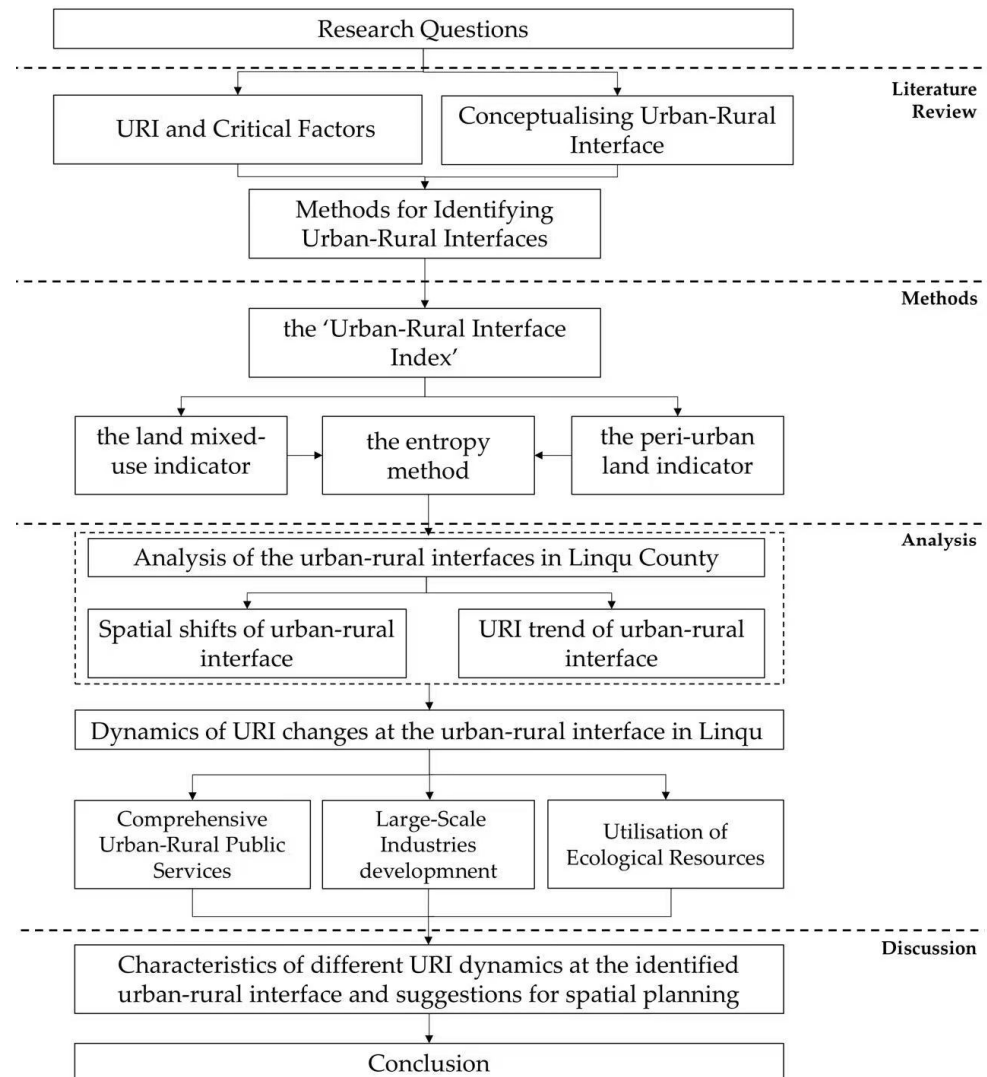 Research Questions
Literature
Review
URI and Critical Factors
Conceptualising Urban-Rural
Interface
Methods for Identifying
Urban-Rural Interfaces
Methods
the ‘Urban-Rural Interface
Index’
the land mixed-
use indicator
the entropy
method
the peri-urban
land indicator
Analysis
Analysis of the urban-rural interfaces in Linqu County
Spatial shifts of urban-rural
interface
URI trend of urban-rural
interface
Dynamics of URI changes at the urban-rural interface in Linqu
Comprehensive
Urban-Rural Public
Services
Large-Scale
Industries
developmnent
Utilisation of
Ecological Resources
Discussion
Characteristics of different URI dynamics at the identified
urban-rural interface and suggestions for spatial planning
Conclusion